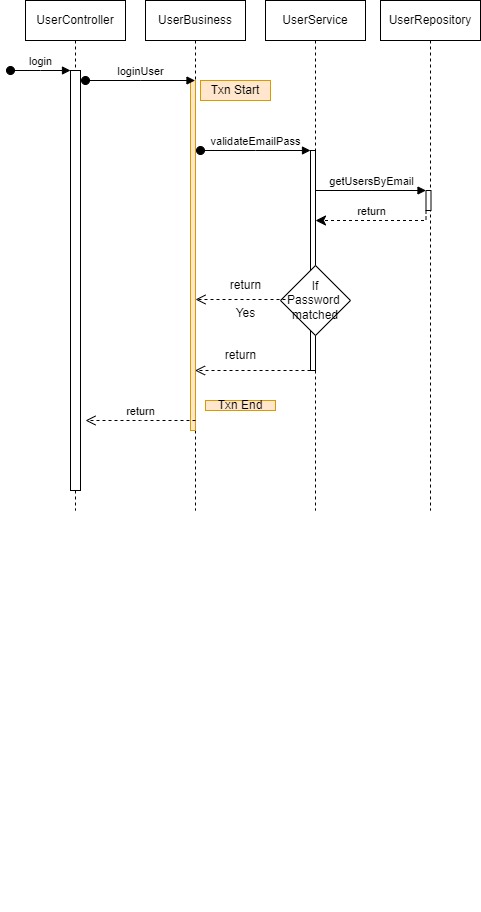 UserController
UserBusiness
UserService
UserRepository
login
loginUser
Txn Start
validateEmailPass
getUsersByEmail
return
return
If
Password
matched
Yes
return
Txn End
return